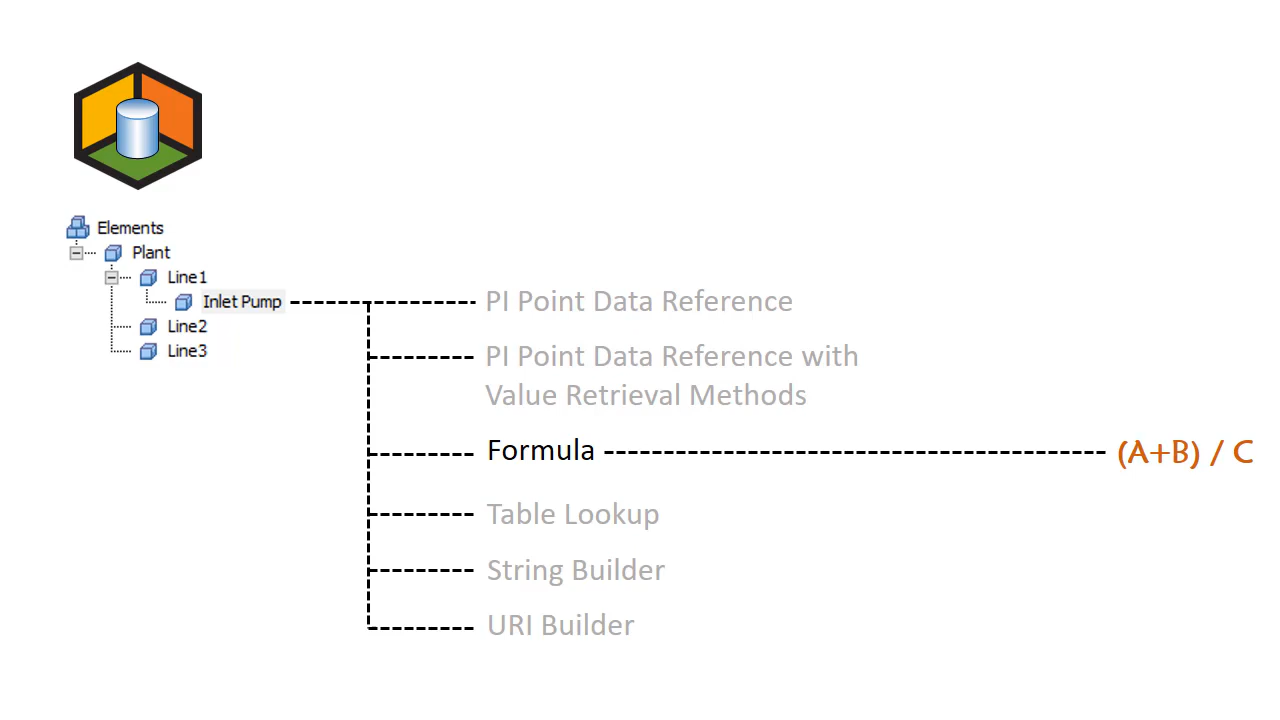 Elements
Plant
Line1
Inlet Pump
Line2
Line3
PI Point Data Reference
PI Point Data Reference with
Value Retrieval Methods
Formula
(A+B) / C
Table Lookup
String Builder
URI Builder